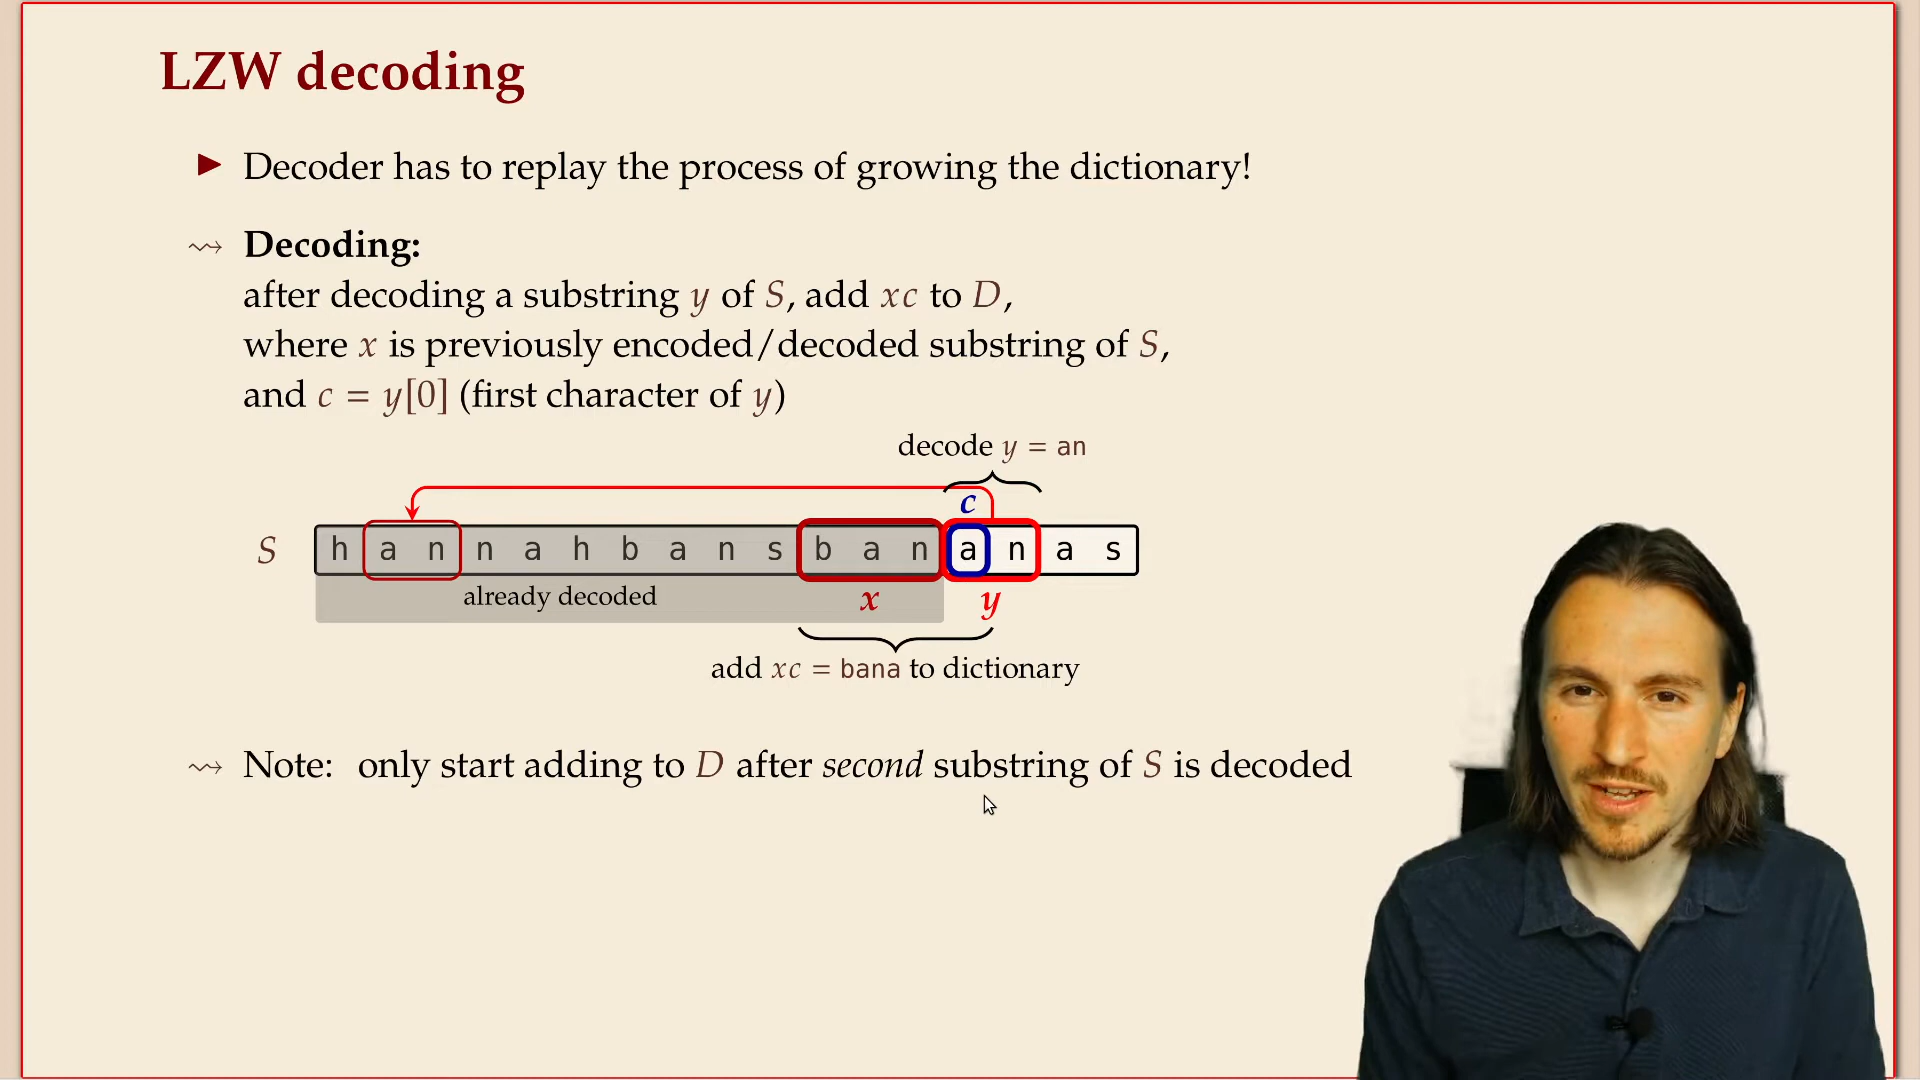 LZW decoding
▶ Decoder has to replay the process of growing the dictionary!
⇝ Decoding:
after decoding a substring y of S, add xc to D,
where x is previously encoded/decoded substring of S,
and c = y[0] (first character of y)
decode y = an
c
S h a n n a h b a n s b a n a n a s
already decoded x y
add xc = bana to dictionary
⇝ Note: only start adding to D after second substring of S is decoded